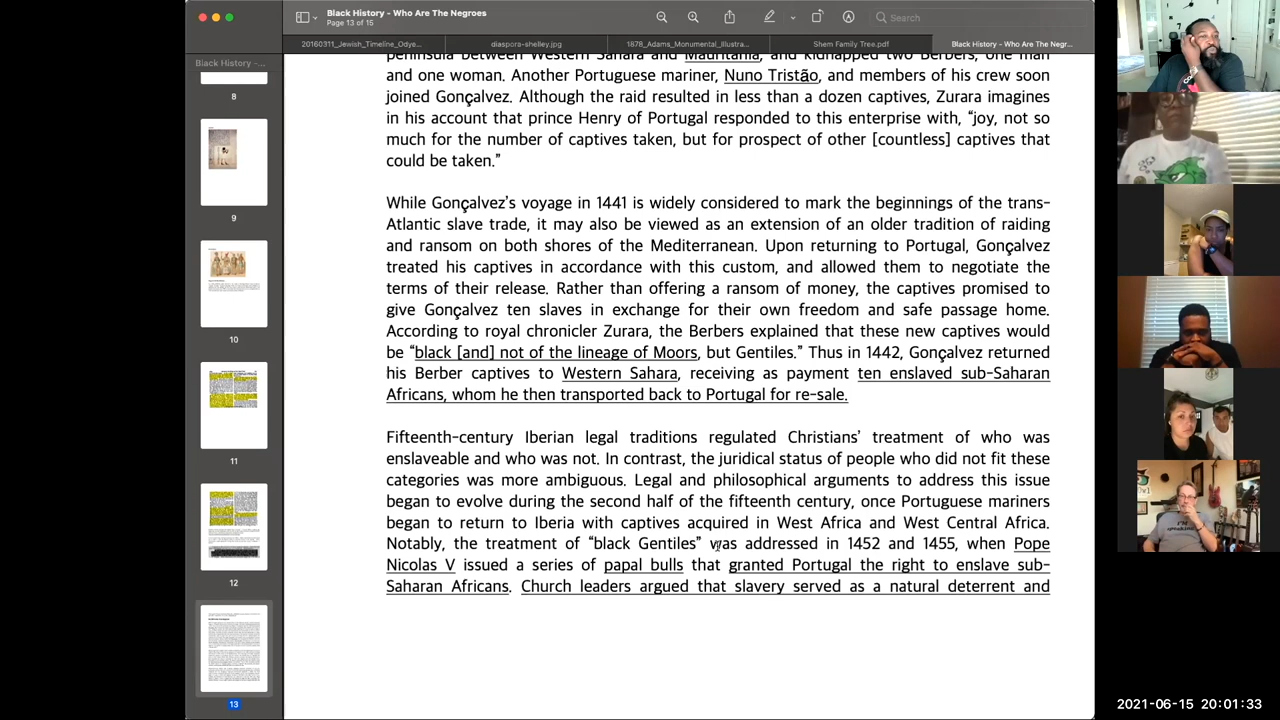 Black History - Who Are The Negroes
Page 13 of 15
Search
20160311_Jewish_Timeline_Odye...
diaspora-shelley.jpg
1878_Adams_Monumental_Illustra...
Shem Family Tree.pdf
Black History - Who Are The Negr...
Black History -...
8
9
10
11
12
13
peninsula between Western Sahara and Mauritania, and kidnapped two Berbers, one man
and one woman. Another Portuguese mariner, Nuno Tristão, and members of his crew soon
joined Gonçalvez. Although the raid resulted in less than a dozen captives, Zurara imagines
in his account that prince Henry of Portugal responded to this enterprise with, “joy, not so
much for the number of captives taken, but for prospect of other [countless] captives that
could be taken.”
While Gonçalvez’s voyage in 1441 is widely considered to mark the beginnings of the trans-
Atlantic slave trade, it may also be viewed as an extension of an older tradition of raiding
and ransom on both shores of the Mediterranean. Upon returning to Portugal, Gonçalvez
treated his captives in accordance with this custom, and allowed them to negotiate the
terms of their release. Rather than offering a ransom of money, the captives promised to
give Gonçalvez ten slaves in exchange for their own freedom and safe passage home.
According to royal chronicler Zurara, the Berbers explained that these new captives would
be “black [and] not of the lineage of Moors, but Gentiles.” Thus in 1442, Gonçalvez returned
his Berber captives to Western Sahara, receiving as payment ten enslaved sub-Saharan
Africans, whom he then transported back to Portugal for re-sale.
Fifteenth-century Iberian legal traditions regulated Christians’ treatment of who was
enslaveable and who was not. In contrast, the juridical status of people who did not fit these
categories was more ambiguous. Legal and philosophical arguments to address this issue
began to evolve during the second half of the fifteenth century, once Portuguese mariners
began to return to Iberia with captives acquired in West Africa and West Central Africa.
Notably, the treatment of “black Gentiles” was addressed in 1452 and 1455, when Pope
Nicolas V issued a series of papal bulls that granted Portugal the right to enslave sub-
Saharan Africans. Church leaders argued that slavery served as a natural deterrent and
I'M
2021-06-15 20:01:33